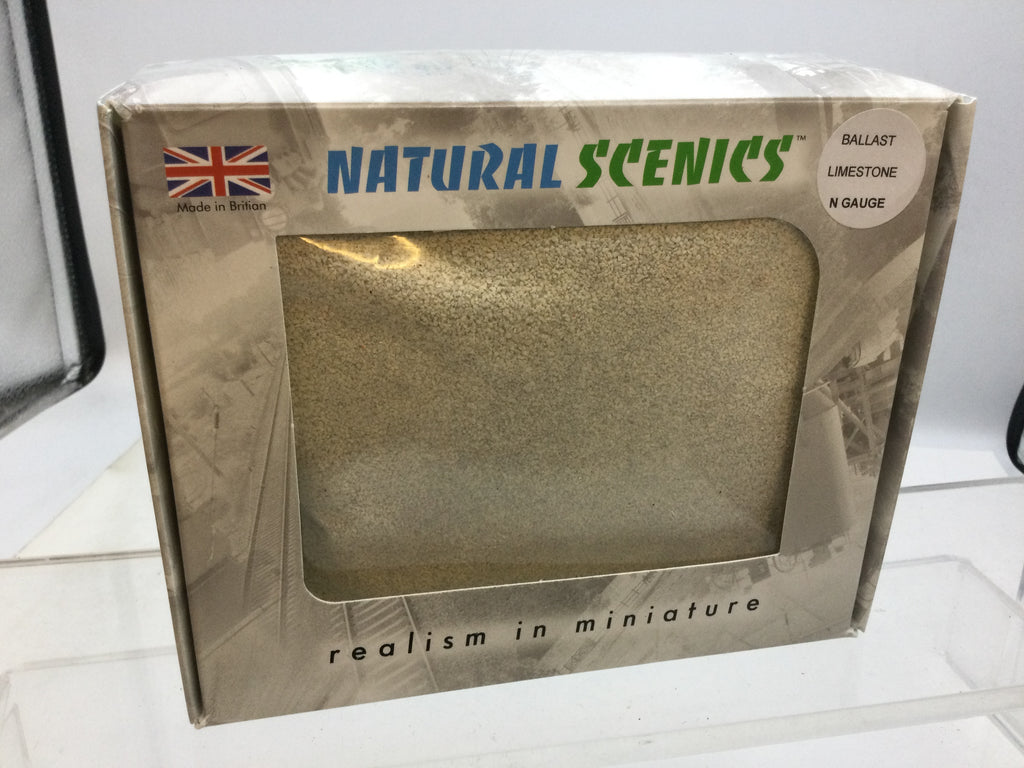 NATURAL SCENICS™
Made in Britian
BALLAST
LIMESTONE
N GAUGE
realism in miniature